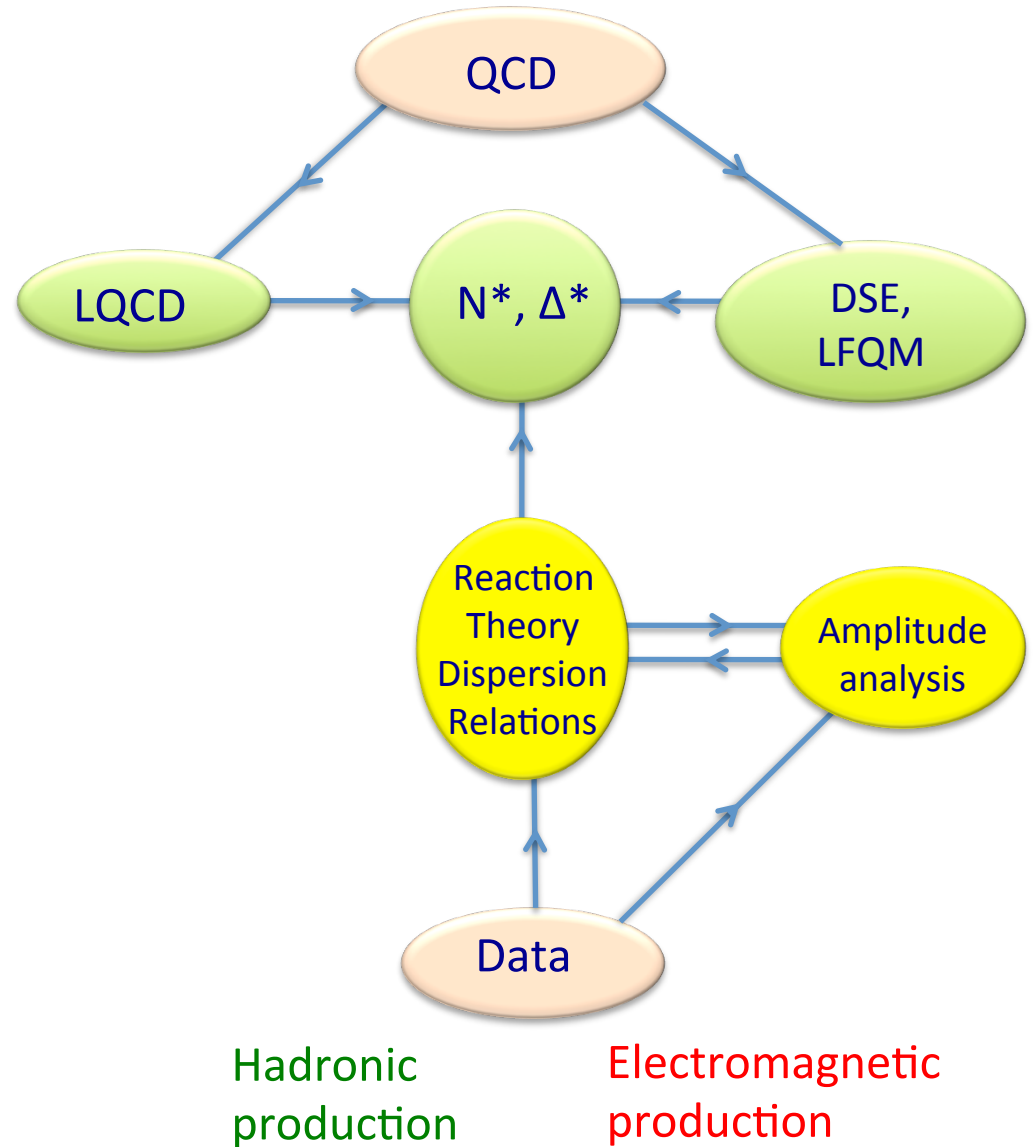 QCD
LQCD
N*, Δ*
DSE,
LFQM
Reaction
Theory
Dispersion
Relations
Amplitude
analysis
Data
Hadronic
production
Electromagnetic
production